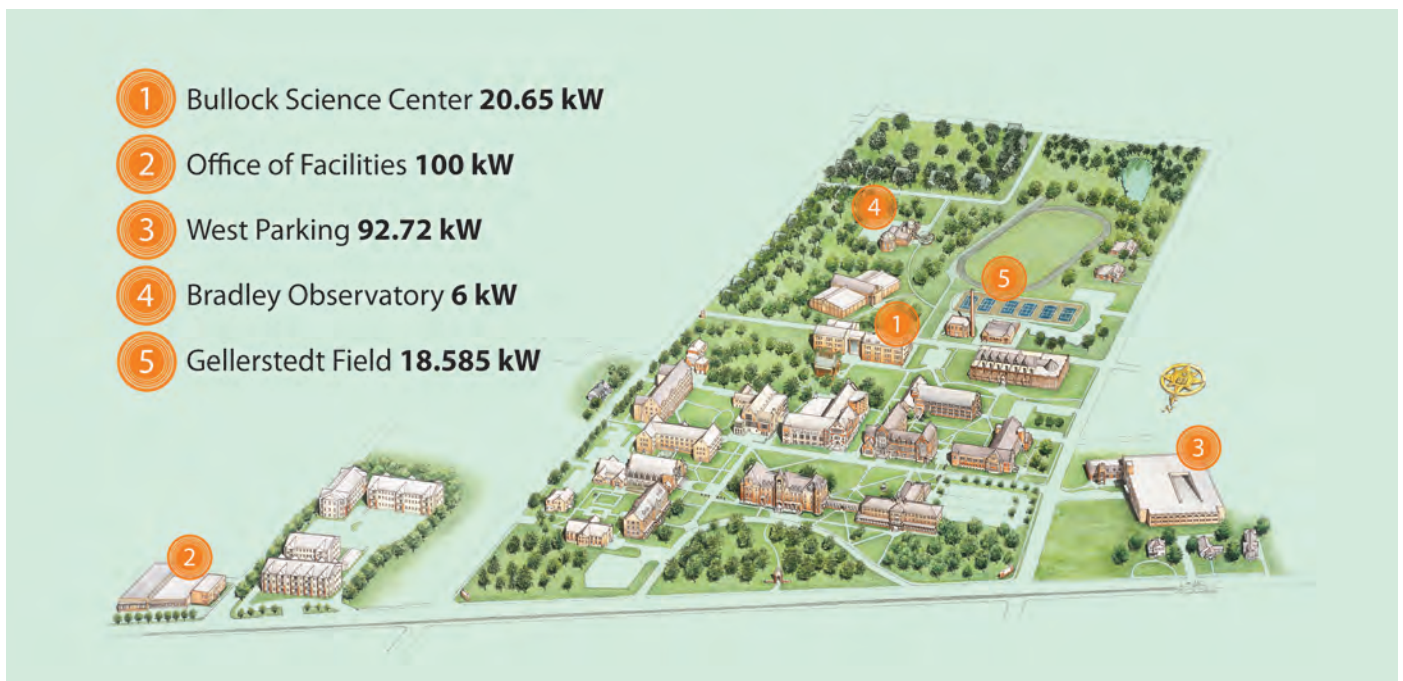 1 Bullock Science Center 20.65 kW
2 Office of Facilities 100 kW
3 West Parking 92.72 kW
4 Bradley Observatory 6 kW
5 Gellerstedt Field 18.585 kW
4
5
1
3
2